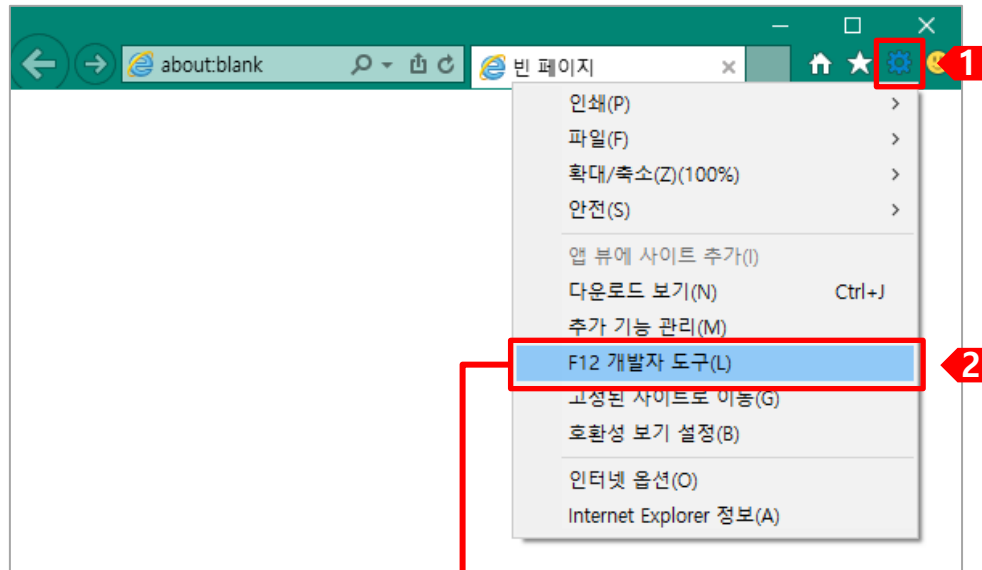 about:blank
빈 페이지
1
인쇄(P)
파일(F)
확대/축소(Z)(100%)
안전(S)
앱 뷰에 사이트 추가(I)
다운로드 보기(N) Ctrl+J
추가 기능 관리(M)
F12 개발자 도구(L)
2
고정된 사이트로 이동(G)
호환성 보기 설정(B)
인터넷 옵션(O)
Internet Explorer 정보(A)